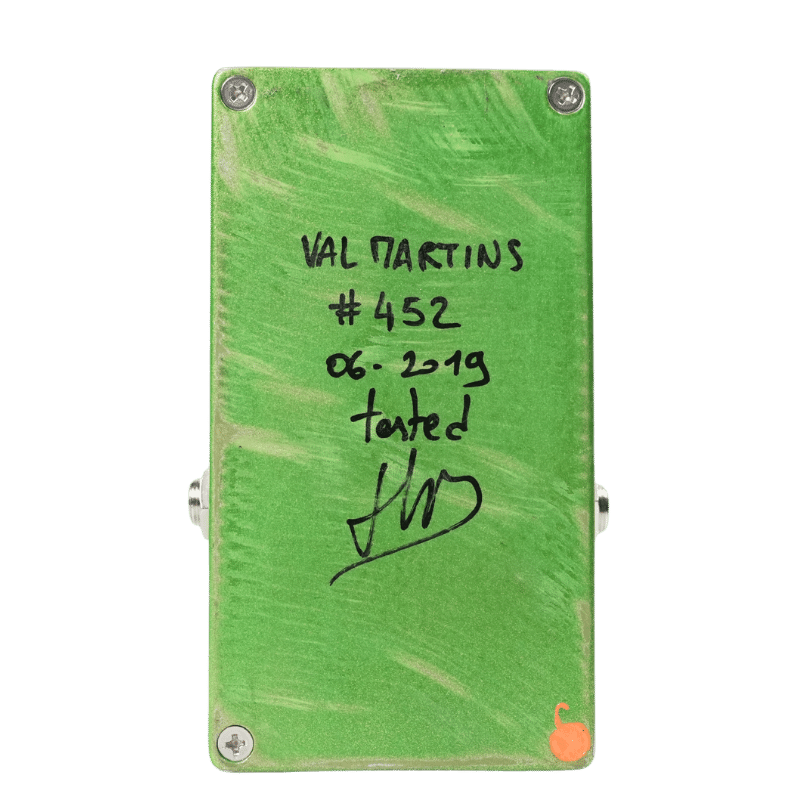 VAL MARTINS
#452
06-2019
tested